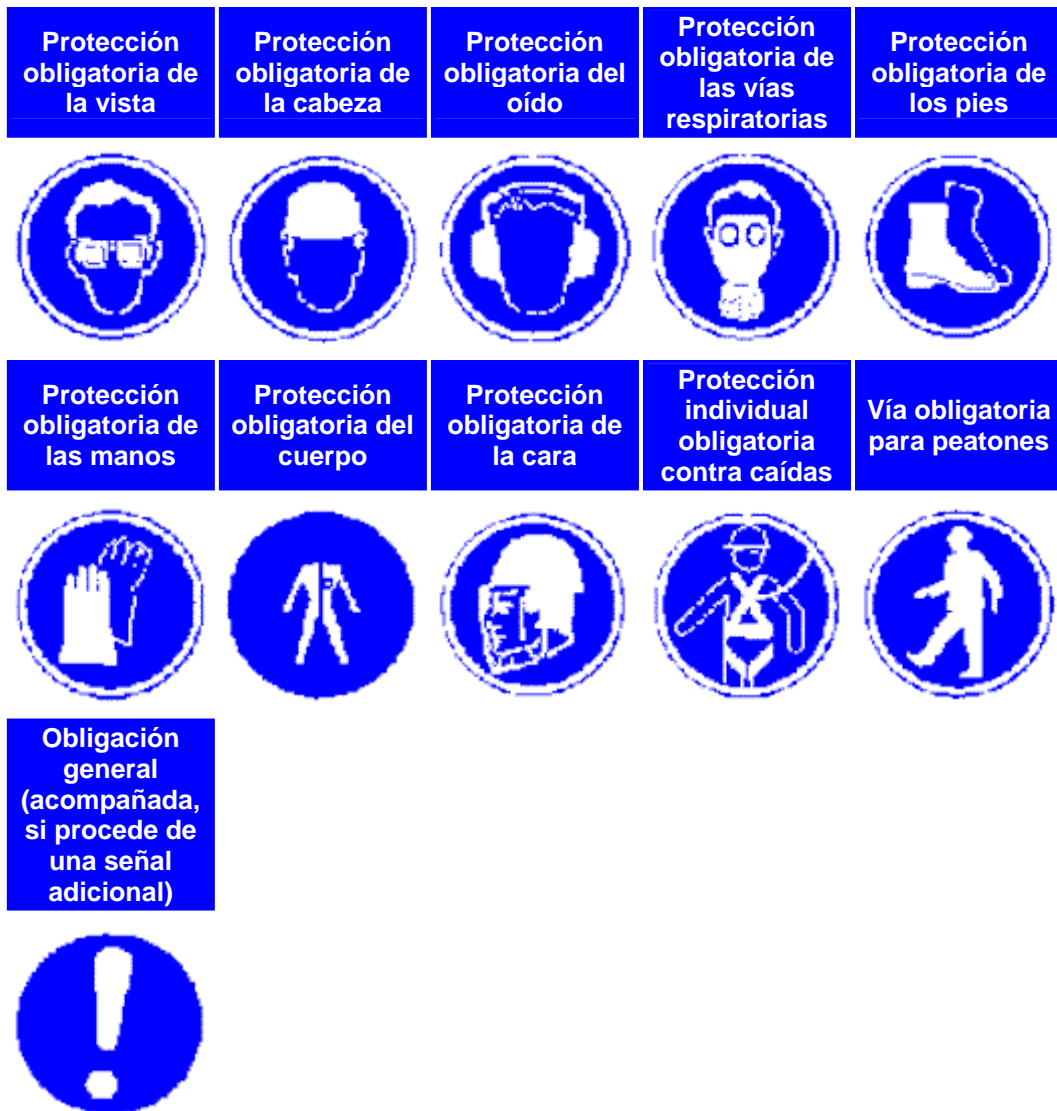 Protección
obligatoria de
la vista
Protección
obligatoria de
la cabeza
Protección
obligatoria del
oído
Protección
obligatoria de
las vías
respiratorias
Protección
obligatoria de
los pies
Protección
obligatoria de
las manos
Protección
obligatoria del
cuerpo
Protección
obligatoria de
la cara
Protección
individual
obligatoria
contra caídas
Vía obligatoria
para peatones
Obligación
general
(acompañada,
si procede de
una señal
adicional)